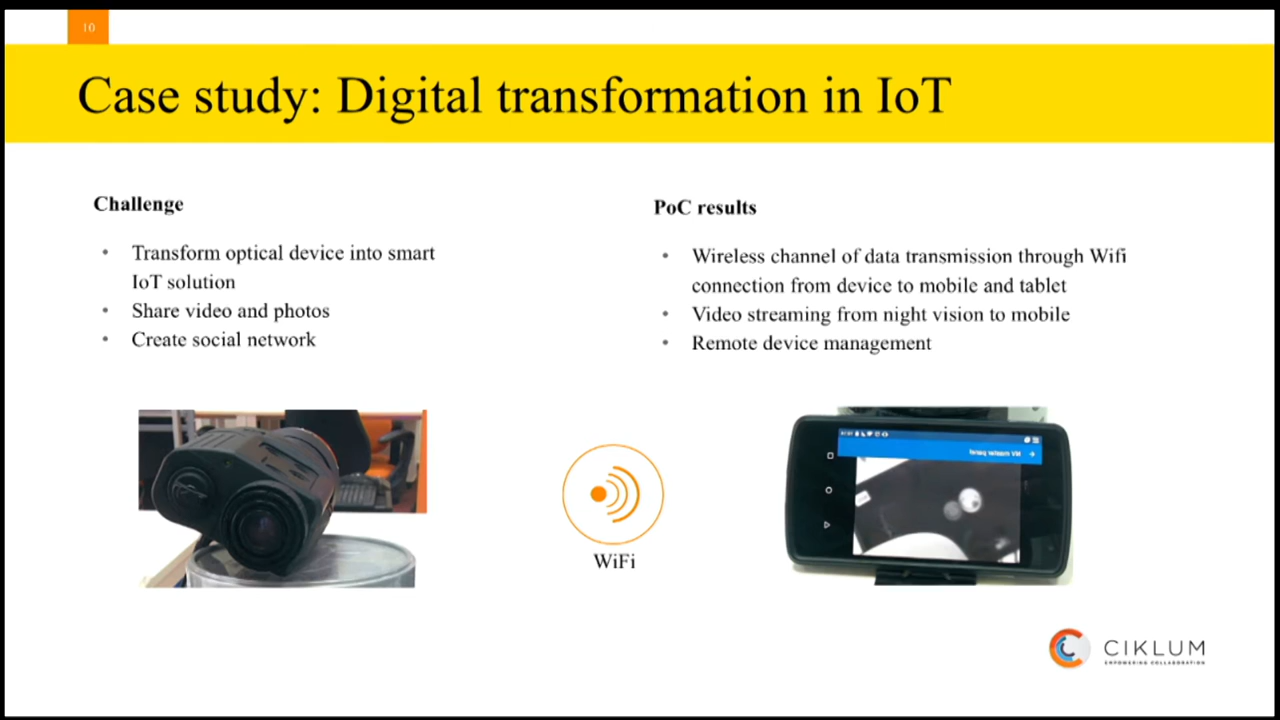 10
Case study: Digital transformation in IoT
Challenge
• Transform optical device into smart
IoT solution
• Share video and photos
• Create social network
PoC results
• Wireless channel of data transmission through Wifi
connection from device to mobile and tablet
• Video streaming from night vision to mobile
• Remote device management
WiFi
CIKLUM
EMPOWERING COLLABORATION